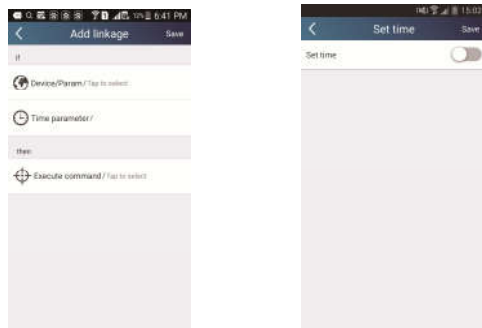 6:41 PM
Add linkage
Save
If
Device/Param/Tap to select
Time parameter/
then
Execute command/Tap to select
15:03
Set time
Save
Set time